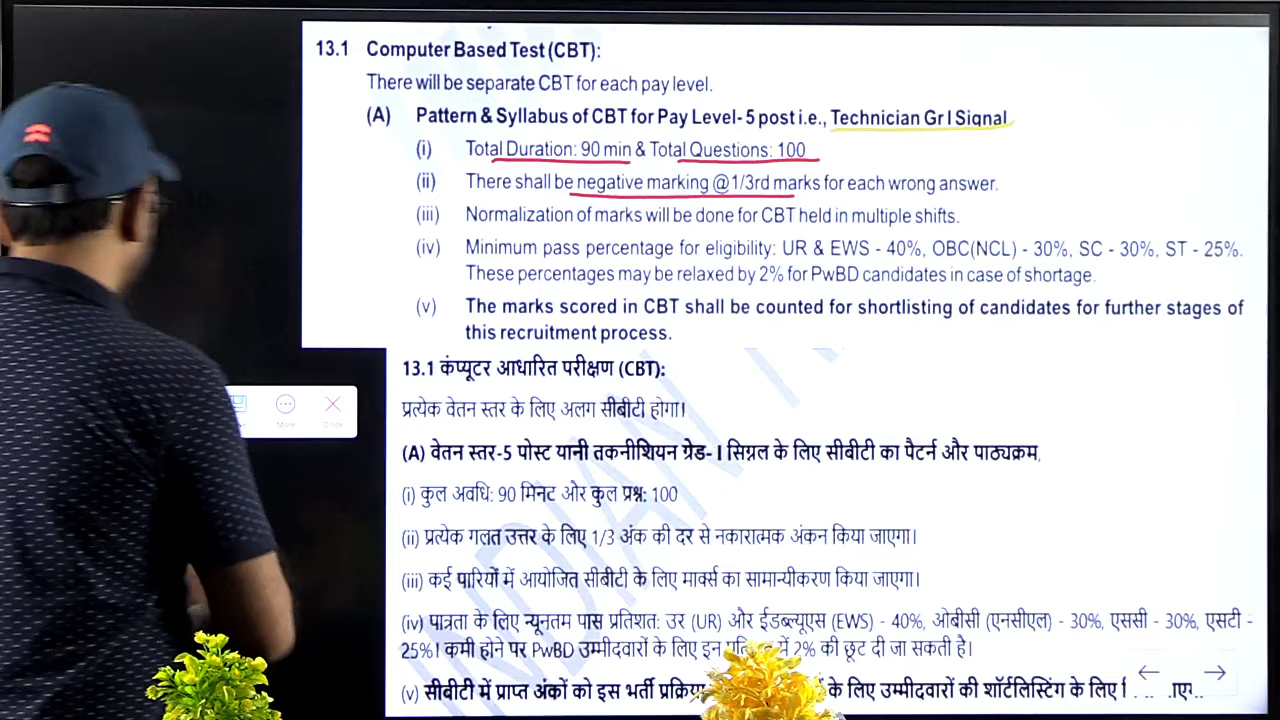 13.1 Computer Based Test (CBT):
There will be separate CBT for each pay level.
(A) Pattern & Syllabus of CBT for Pay Level- 5 post i.e., Technician Gr I Signal
(i) Total Duration: 90 min & Total Questions: 100
(ii) There shall be negative marking @1/3rd marks for each wrong answer.
(iii) Normalization of marks will be done for CBT held in multiple shifts.
(iv) Minimum pass percentage for eligibility: UR & EWS - 40%, OBC(NCL) - 30%, SC - 30%, ST - 25%.
These percentages may be relaxed by 2% for PwBD candidates in case of shortage.
(v) The marks scored in CBT shall be counted for shortlisting of candidates for further stages of
this recruitment process.
13.1 कंप्यूटर आधारित परीक्षण (CBT):
प्रत्येक वेतन स्तर के लिए अलग सीबीटी होगा।
(A) वेतन स्तर-5 पोस्ट यानी तकनीशियन ग्रेड- I सिग्नल के लिए सीबीटी का पैटर्न और पाठ्यक्रम,
(i) कुल अवधि: 90 मिनट और कुल प्रश्न: 100
(ii) प्रत्येक गलत उत्तर के लिए 1/3 अंक की दर से नकारात्मक अंकन किया जाएगा।
(iii) कई पारियों में आयोजित सीबीटी के लिए मार्क्स का सामान्यीकरण किया जाएगा।
(iv) पात्रता के लिए न्यूनतम पास प्रतिशत: उर (UR) और ईडब्ल्यूएस (EWS) - 40%, ओबीसी (एनसीएल) - 30%, एससी - 30%, एसटी -
25%। कमी होने पर PwBD उम्मीदवारों के लिए इन में 2% की छूट दी जा सकती है।
(v) सीबीटी में प्राप्त अंकों को इस भर्ती के लिए उम्मीदवारों की शॉर्टलिस्टिंग के लिए
More
Close
INDIAN